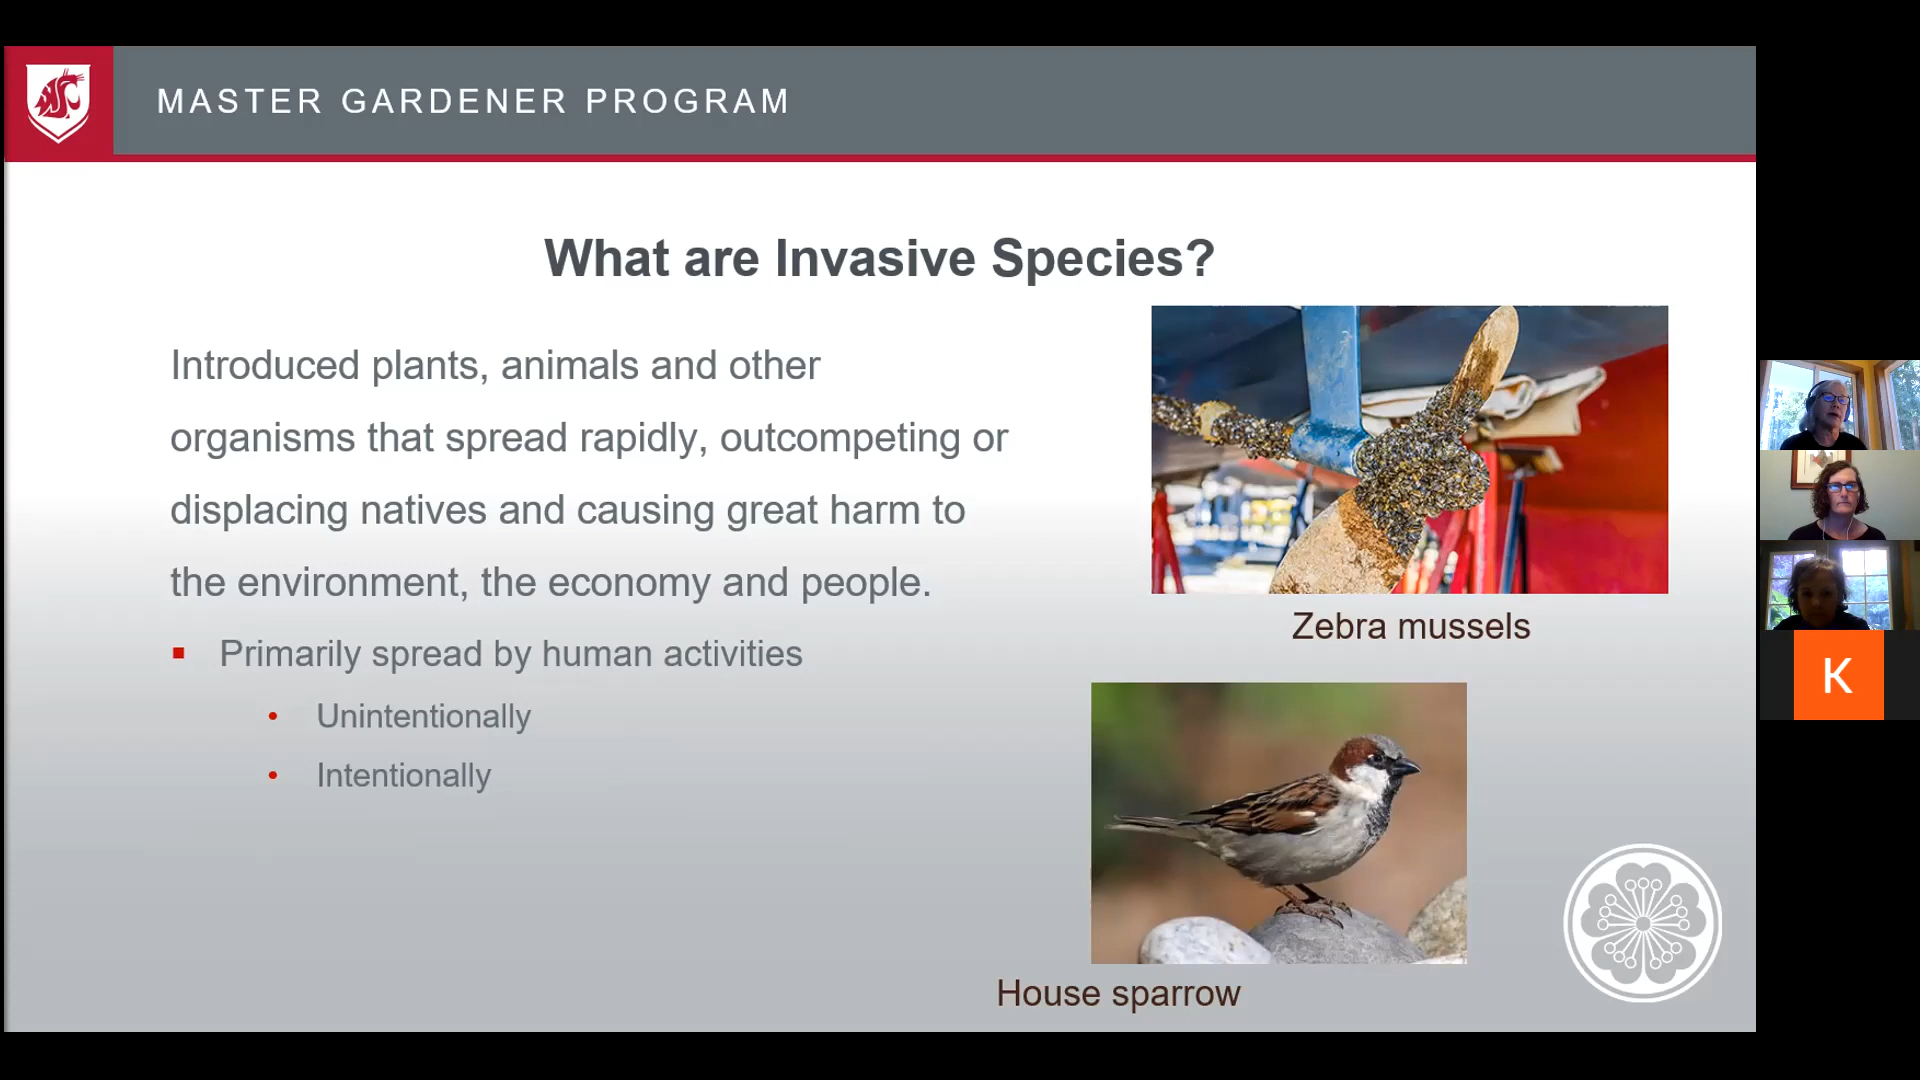 MASTER GARDENER PROGRAM
What are Invasive Species?
Introduced plants, animals and other
organisms that spread rapidly, outcompeting or
displacing natives and causing great harm to
the environment, the economy and people.
Primarily spread by human activities
Unintentionally
Intentionally
Zebra mussels
House sparrow
K